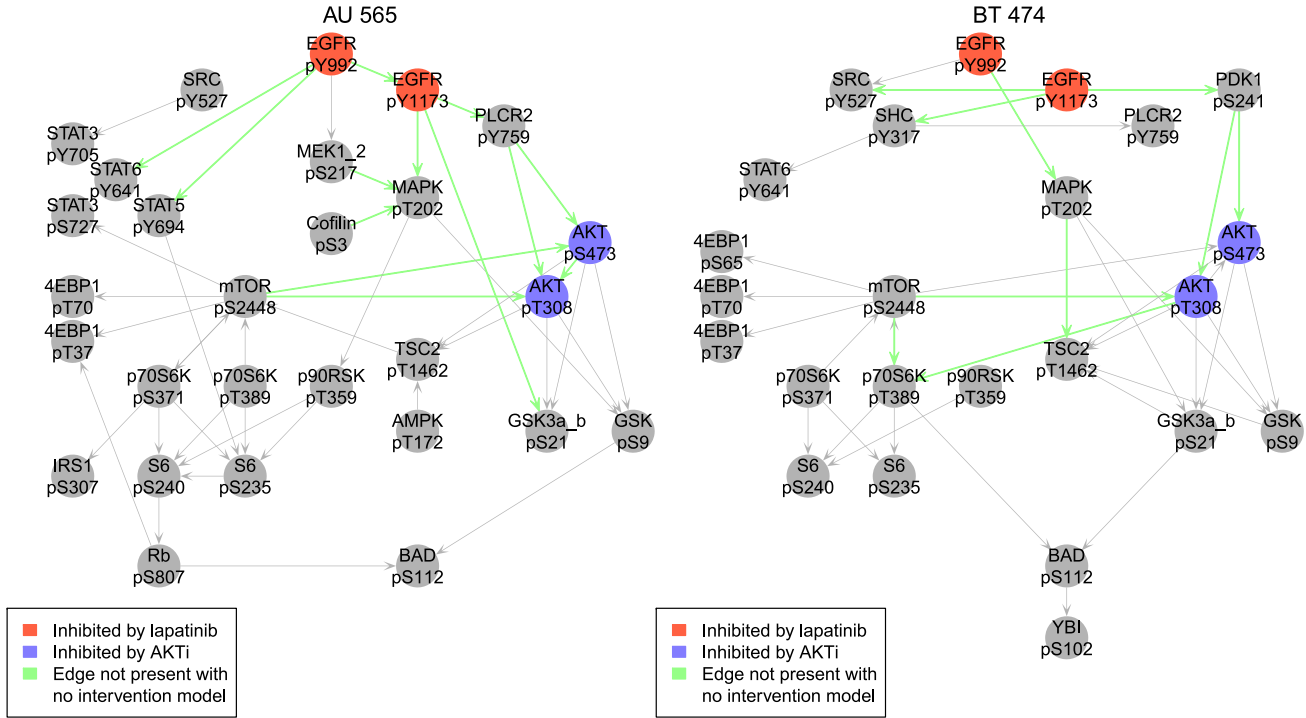 AU 565
EGFR
pY992
SRC
pY527
EGFR
pY1173
PLCR2
pY759
STAT3
pY705
MEK1_2
pS217
STAT6
pY641
MAPK
pT202
STAT3
pS727
STAT5
pY694
Cofilin
pS3
AKT
pS473
4EBP1
pT70
mTOR
pS2448
AKT
pT308
4EBP1
pT37
TSC2
pT1462
p70S6K
pS371
p70S6K
pT389
p90RSK
pT359
AMPK
pT172
GSK3a_b
pS21
GSK
pS9
IRS1
pS307
S6
pS240
S6
pS235
Rb
pS807
BAD
pS112
Inhibited by lapatinib
Inhibited by AKTi
Edge not present with
no intervention model
BT 474
EGFR
pY992
SRC
pY527
EGFR
pY1173
PDK1
pS241
SHC
pY317
PLCR2
pY759
STAT6
pY641
MAPK
pT202
4EBP1
pS65
AKT
pS473
4EBP1
pT70
mTOR
pS2448
AKT
pT308
4EBP1
pT37
TSC2
pT1462
p70S6K
pS371
p70S6K
pT389
p90RSK
pT359
GSK3a_b
pS21
GSK
pS9
S6
pS240
S6
pS235
BAD
pS112
YBI
pS102
Inhibited by lapatinib
Inhibited by AKTi
Edge not present with
no intervention model